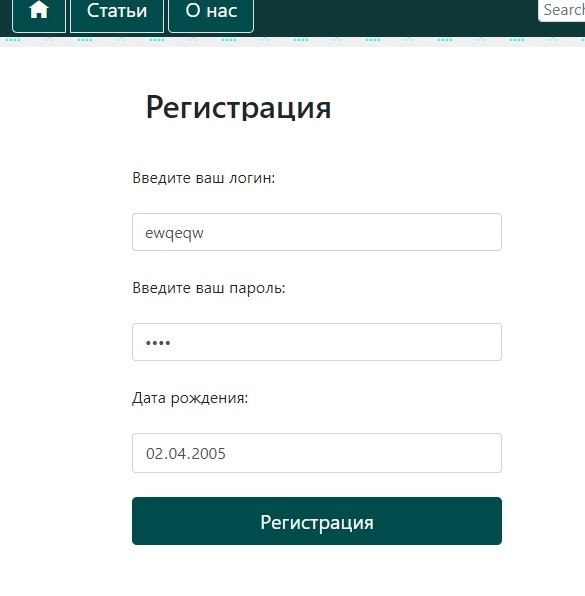 Статьи
О нас
Search
Регистрация
Введите ваш логин:
ewqeqw
Введите ваш пароль:
••••
Дата рождения:
02.04.2005
Регистрация